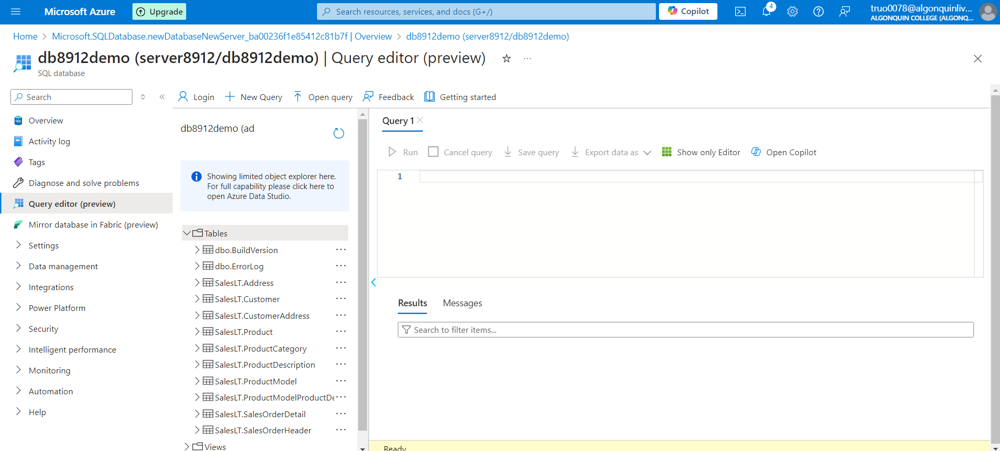 Microsoft Azure
Upgrade
Search resources, services, and docs (G+/)
Copilot
4
truo0078@algonquinliv...
ALGONQUIN COLLEGE (ALGONQ...
Home > Microsoft.SQLDatabase.newDatabaseNewServer_ba00236f1e85412c81b7f | Overview > db8912demo (server8912/db8912demo)
db8912demo (server8912/db8912demo) | Query editor (preview)
SQL database
Search
Login
New Query
Open query
Feedback
Getting started
Overview
Activity log
Tags
Diagnose and solve problems
Query editor (preview)
Mirror database in Fabric (preview)
Settings
Data management
Integrations
Power Platform
Security
Intelligent performance
Monitoring
Automation
Help
db8912demo (ad
Showing limited object explorer here.
For full capability please click here to
open Azure Data Studio.
Tables
dbo.BuildVersion
dbo.ErrorLog
SalesLT.Address
SalesLT.Customer
SalesLT.CustomerAddress
SalesLT.Product
SalesLT.ProductCategory
SalesLT.ProductDescription
SalesLT.ProductModel
SalesLT.ProductModelProductDe
SalesLT.SalesOrderDetail
SalesLT.SalesOrderHeader
Views
Query 1
Run
Cancel query
Save query
Export data as
Show only Editor
Open Copilot
1
Results
Messages
Search to filter items...
Ready